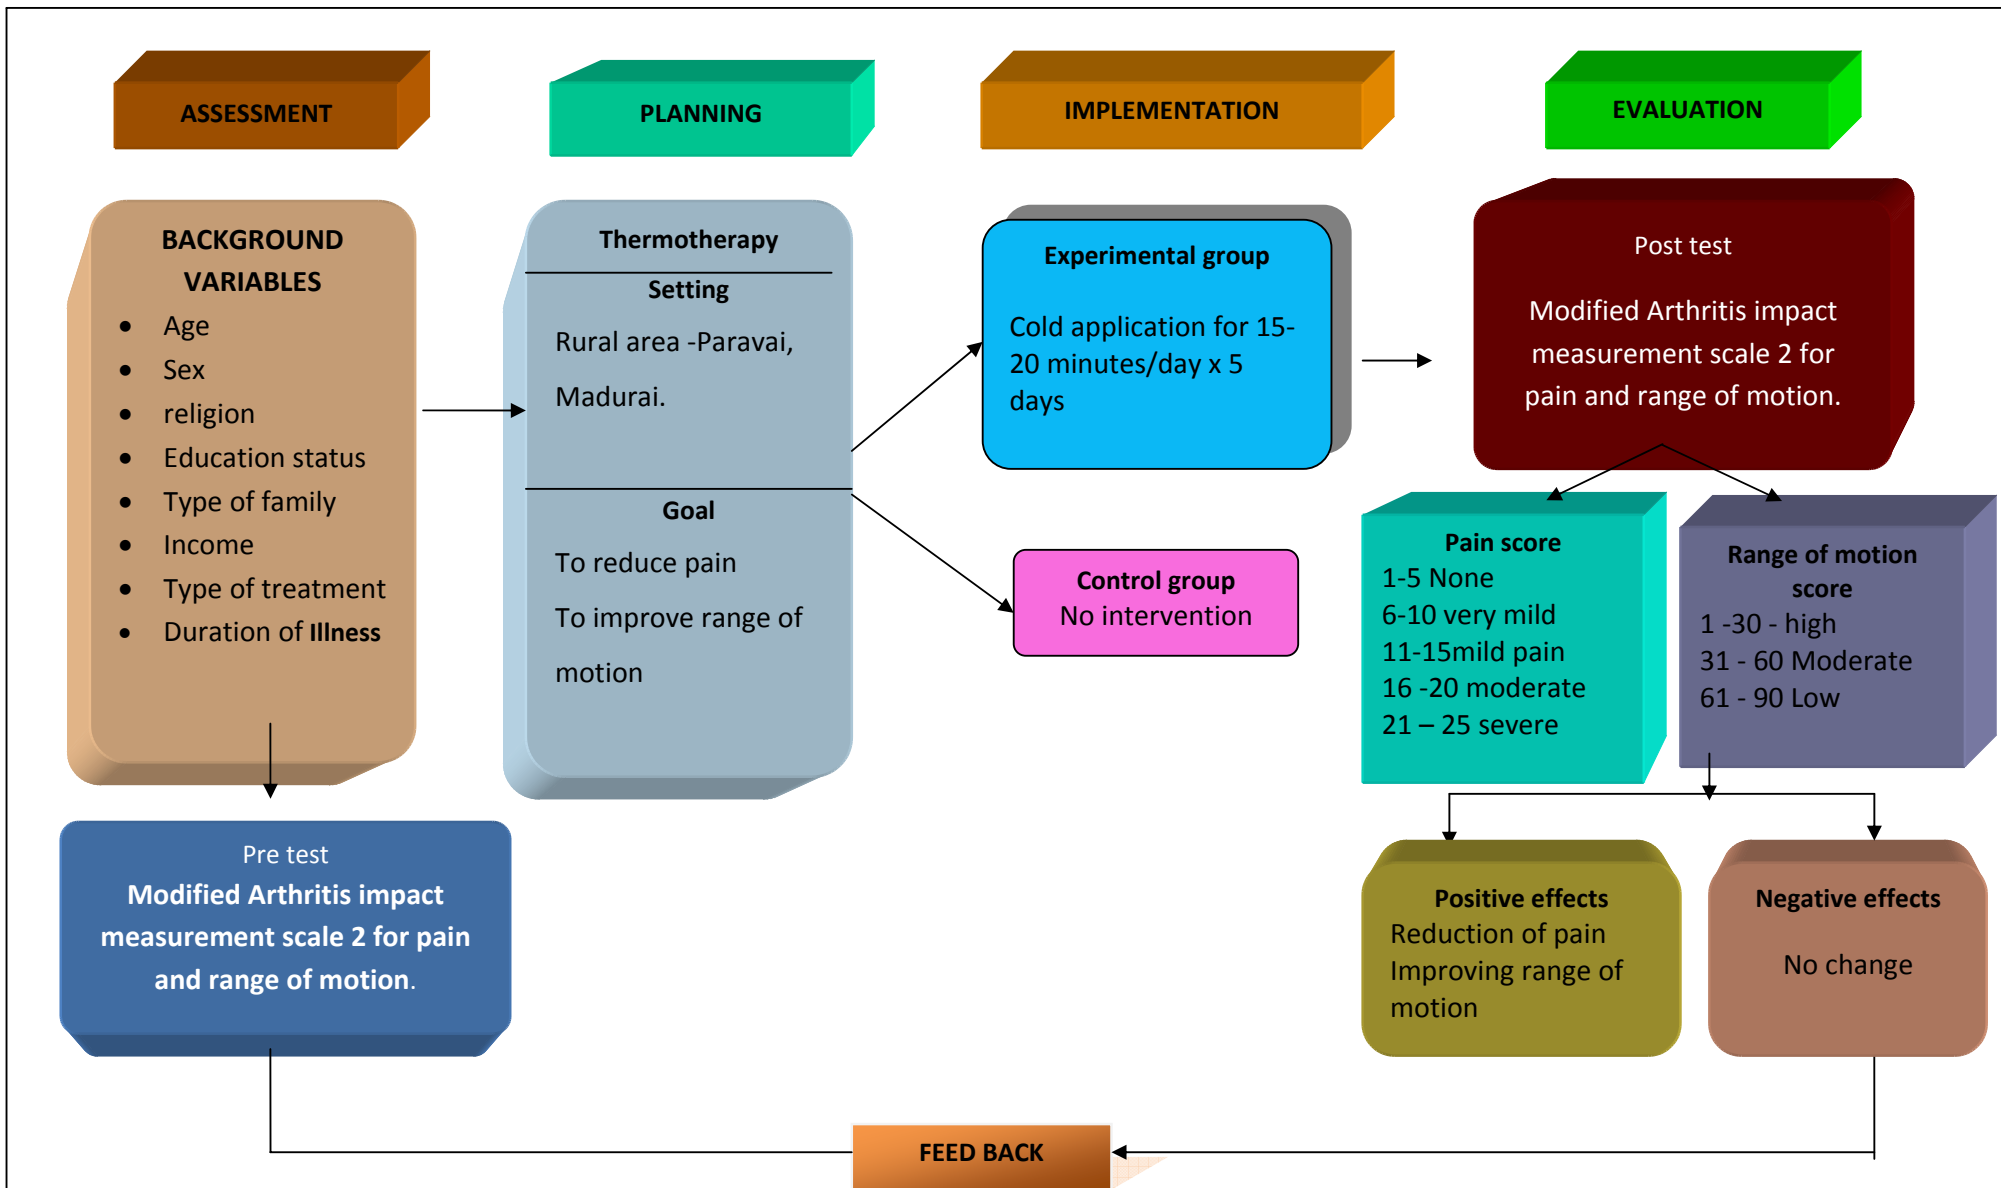 ASSESSMENT
PLANNING
IMPLEMENTATION
EVALUATION
BACKGROUND
VARIABLES
• Age
• Sex
• religion
• Education status
• Type of family
• Income
• Type of treatment
• Duration of Illness
Pre test
Modified Arthritis impact
measurement scale 2 for pain
and range of motion.
Thermotherapy
Setting
Rural area -Paravai,
Madurai.
Goal
To reduce pain
To improve range of
motion
Experimental group
Cold application for 15-
20 minutes/day x 5
days
Control group
No intervention
Post test
Modified Arthritis impact
measurement scale 2 for
pain and range of motion.
Pain score
1-5 None
6-10 very mild
11-15mild pain
16 -20 moderate
21 – 25 severe
Range of motion
score
1 -30 - high
31 - 60 Moderate
61 - 90 Low
Positive effects
Reduction of pain
Improving range of
motion
Negative effects
No change
FEED BACK